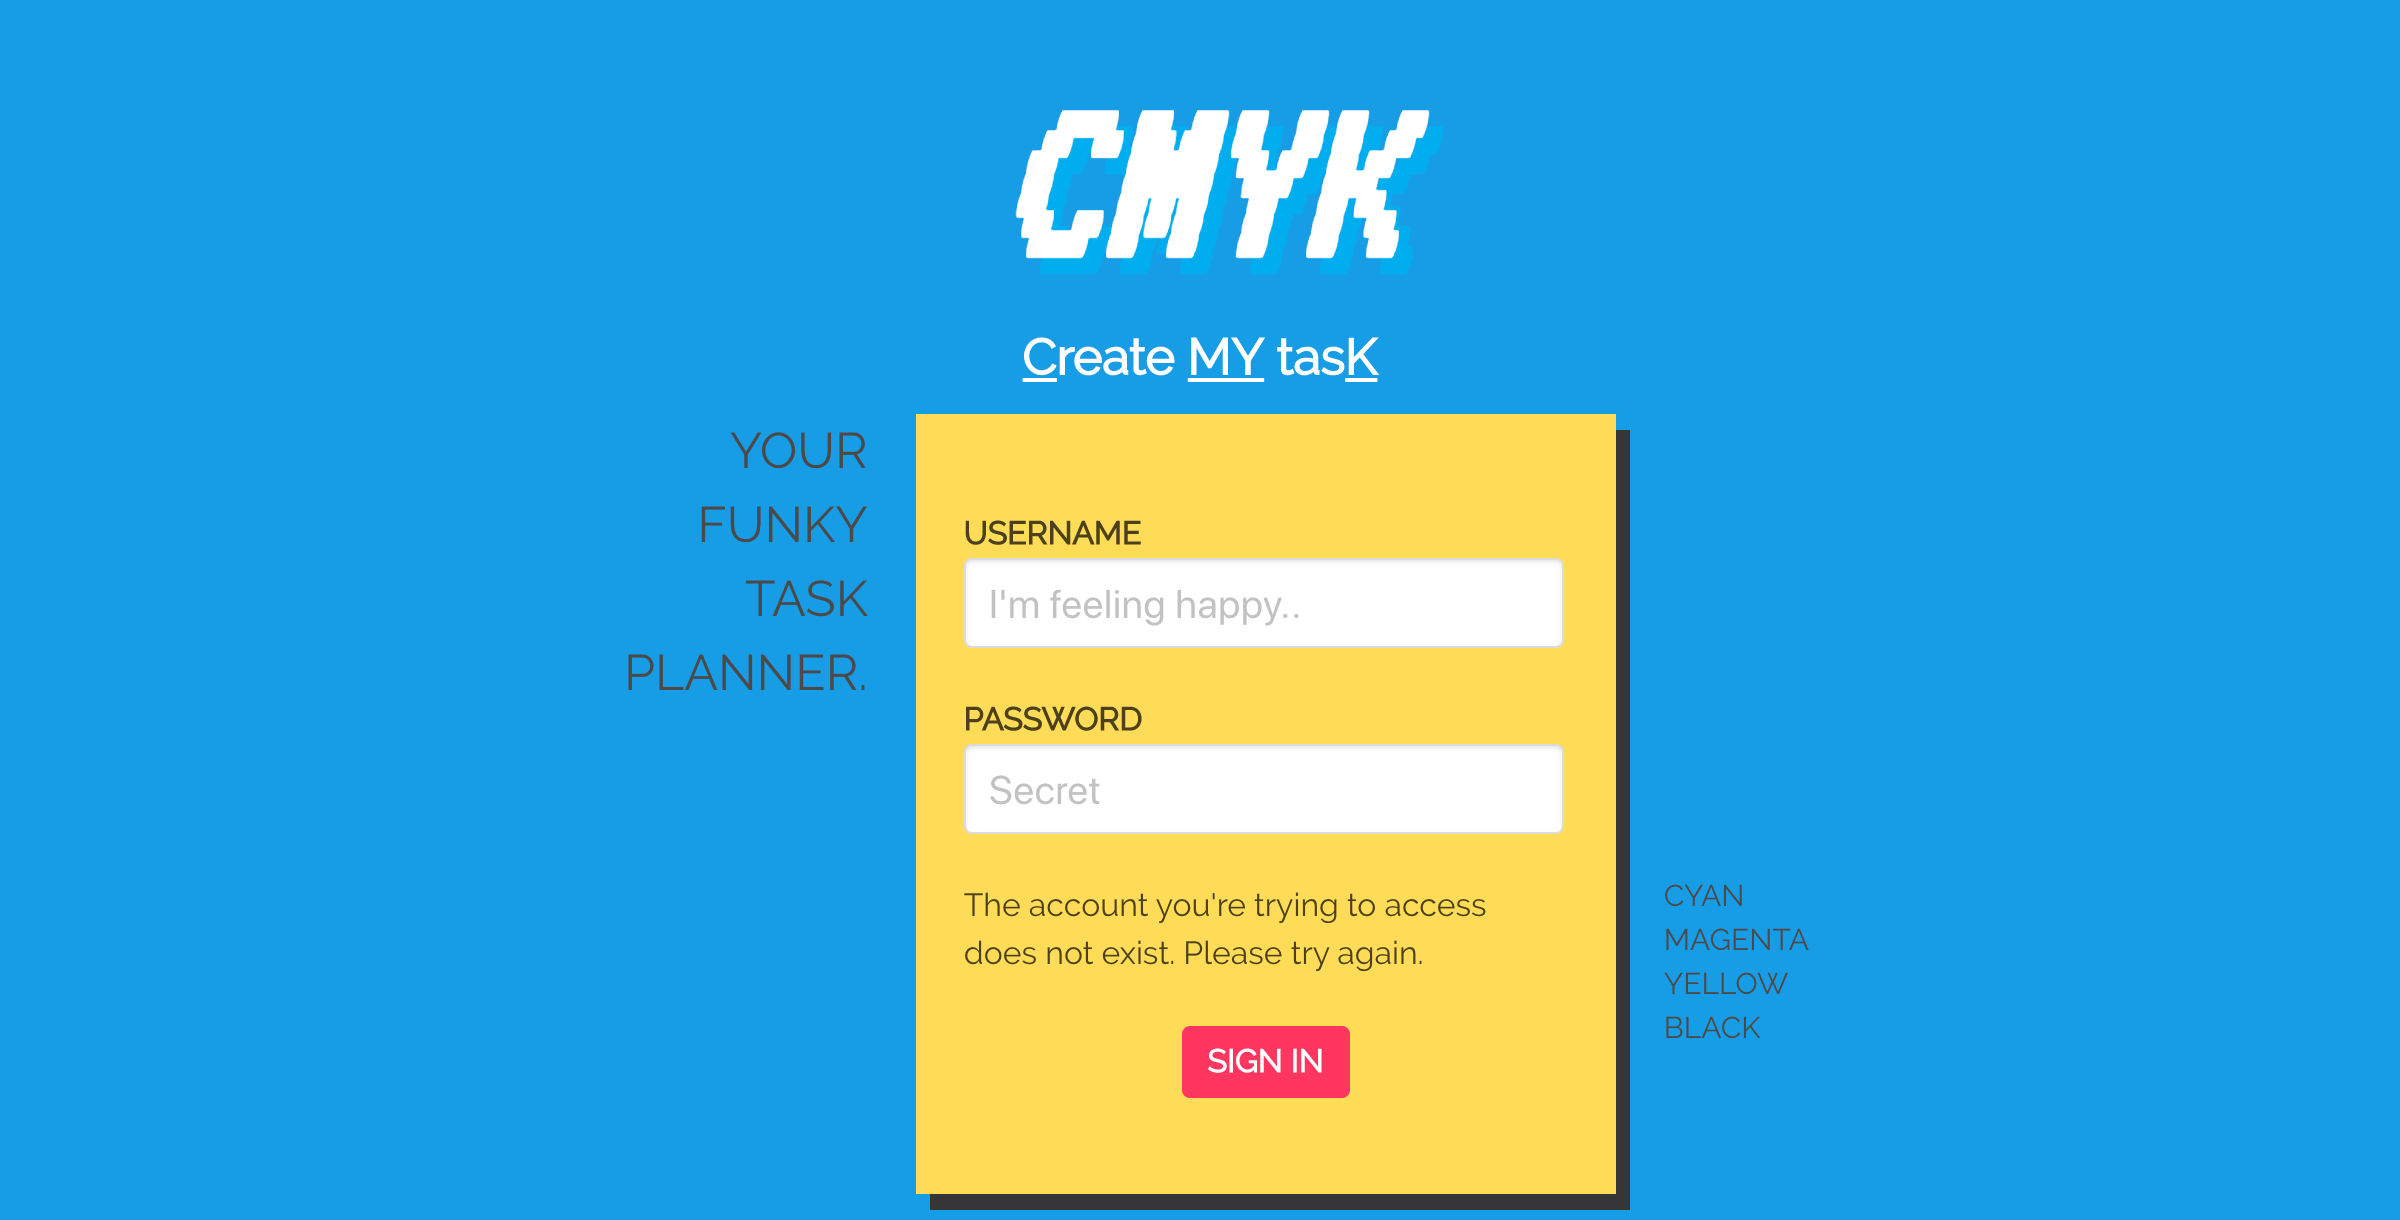 CMYK
Create MY tasK
YOUR
FUNKY
TASK
PLANNER.
USERNAME
I'm feeling happy..
PASSWORD
Secret
The account you're trying to access
does not exist. Please try again.
SIGN IN
CYAN
MAGENTA
YELLOW
BLACK